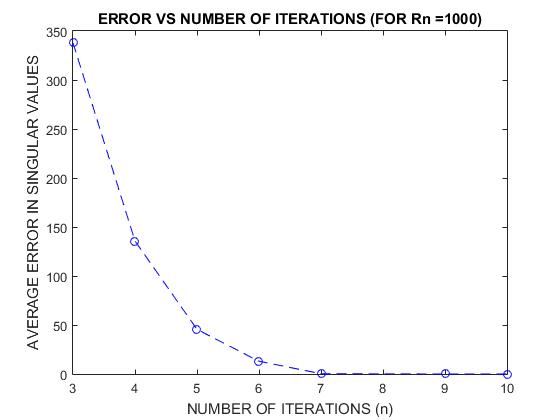 ERROR VS NUMBER OF ITERATIONS (FOR Rn =1000)
350
300
250
200
150
100
50
0
AVERAGE ERROR IN SINGULAR VALUES
3 4 5 6 7 8 9 10
NUMBER OF ITERATIONS (n)